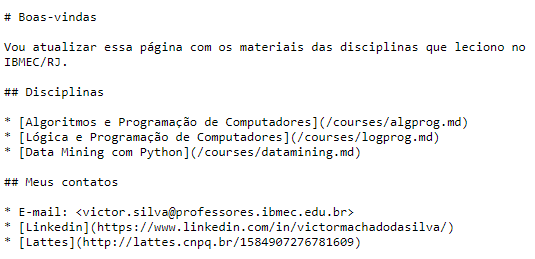 # Boas-vindas
Vou atualizar essa página com os materiais das disciplinas que leciono no
IBMEC/RJ.
## Disciplinas
* [Algoritmos e Programação de Computadores](/courses/algprog.md)
* [Lógica e Programação de Computadores](/courses/logprog.md)
* [Data Mining com Python](/courses/datamining.md)
## Meus contatos
* E-mail: <victor.silva@professores.ibmec.edu.br>
* [Linkedin](https://www.linkedin.com/in/victormachadodasilva/)
* [Lattes](http://lattes.cnpq.br/1584907276781609)